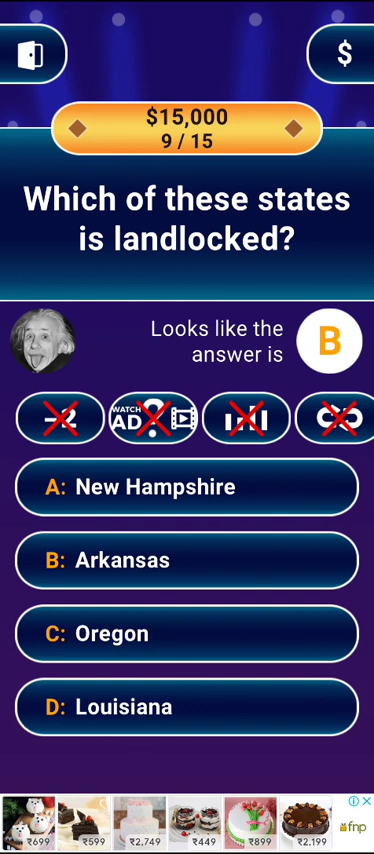 $
$15,000
9 / 15
Which of these states
is landlocked?
Looks like the
answer is
B
-2
WATCH
AD
?
A: New Hampshire
B: Arkansas
C: Oregon
D: Louisiana
₹699
₹599
₹2,749
₹449
₹899
₹2,199
fnp